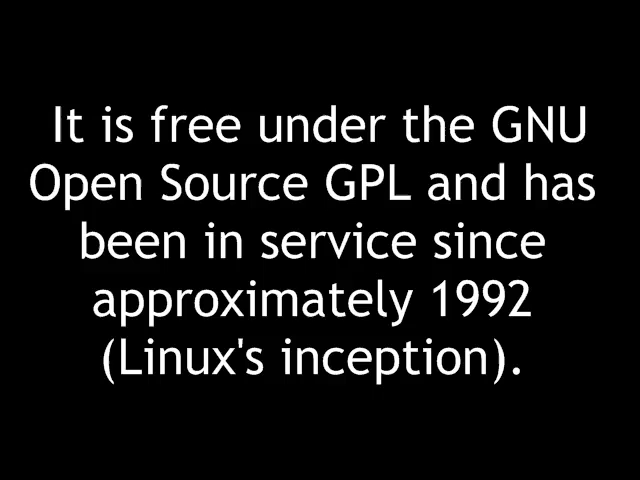 It is free under the GNU
Open Source GPL and has
been in service since
approximately 1992
(Linux's inception).